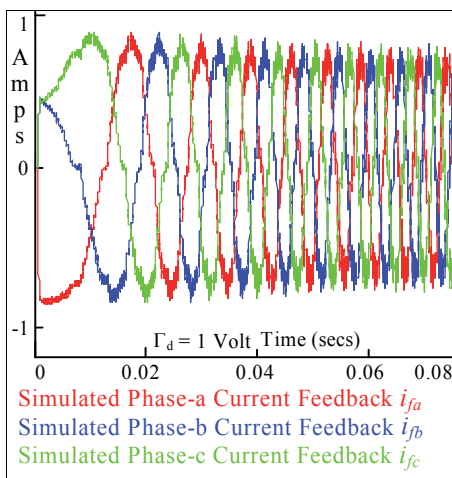 1
A
m
p
s
0
-1
Γd = 1 Volt Time (secs)
0 0.02 0.04 0.06 0.08
Simulated Phase-a Current Feedback ifa
Simulated Phase-b Current Feedback ifb
Simulated Phase-c Current Feedback ifc